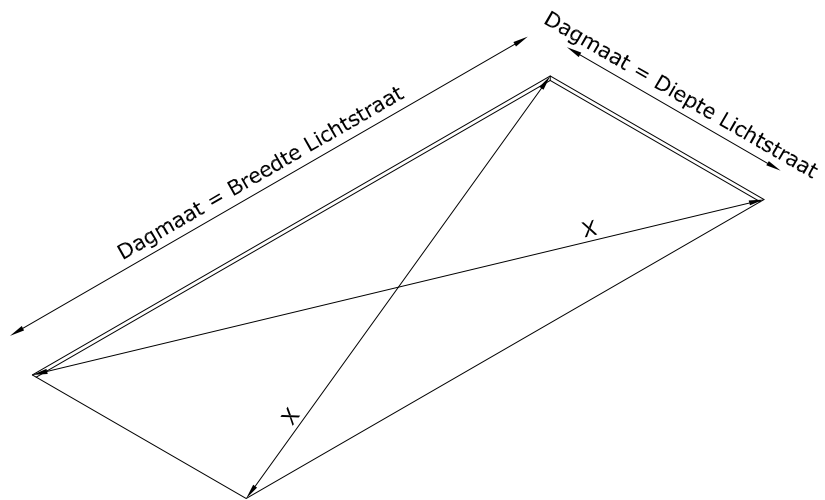 Dagmaat = Diepte Lichtstraat
Dagmaat = Breedte Lichtstraat
X
X